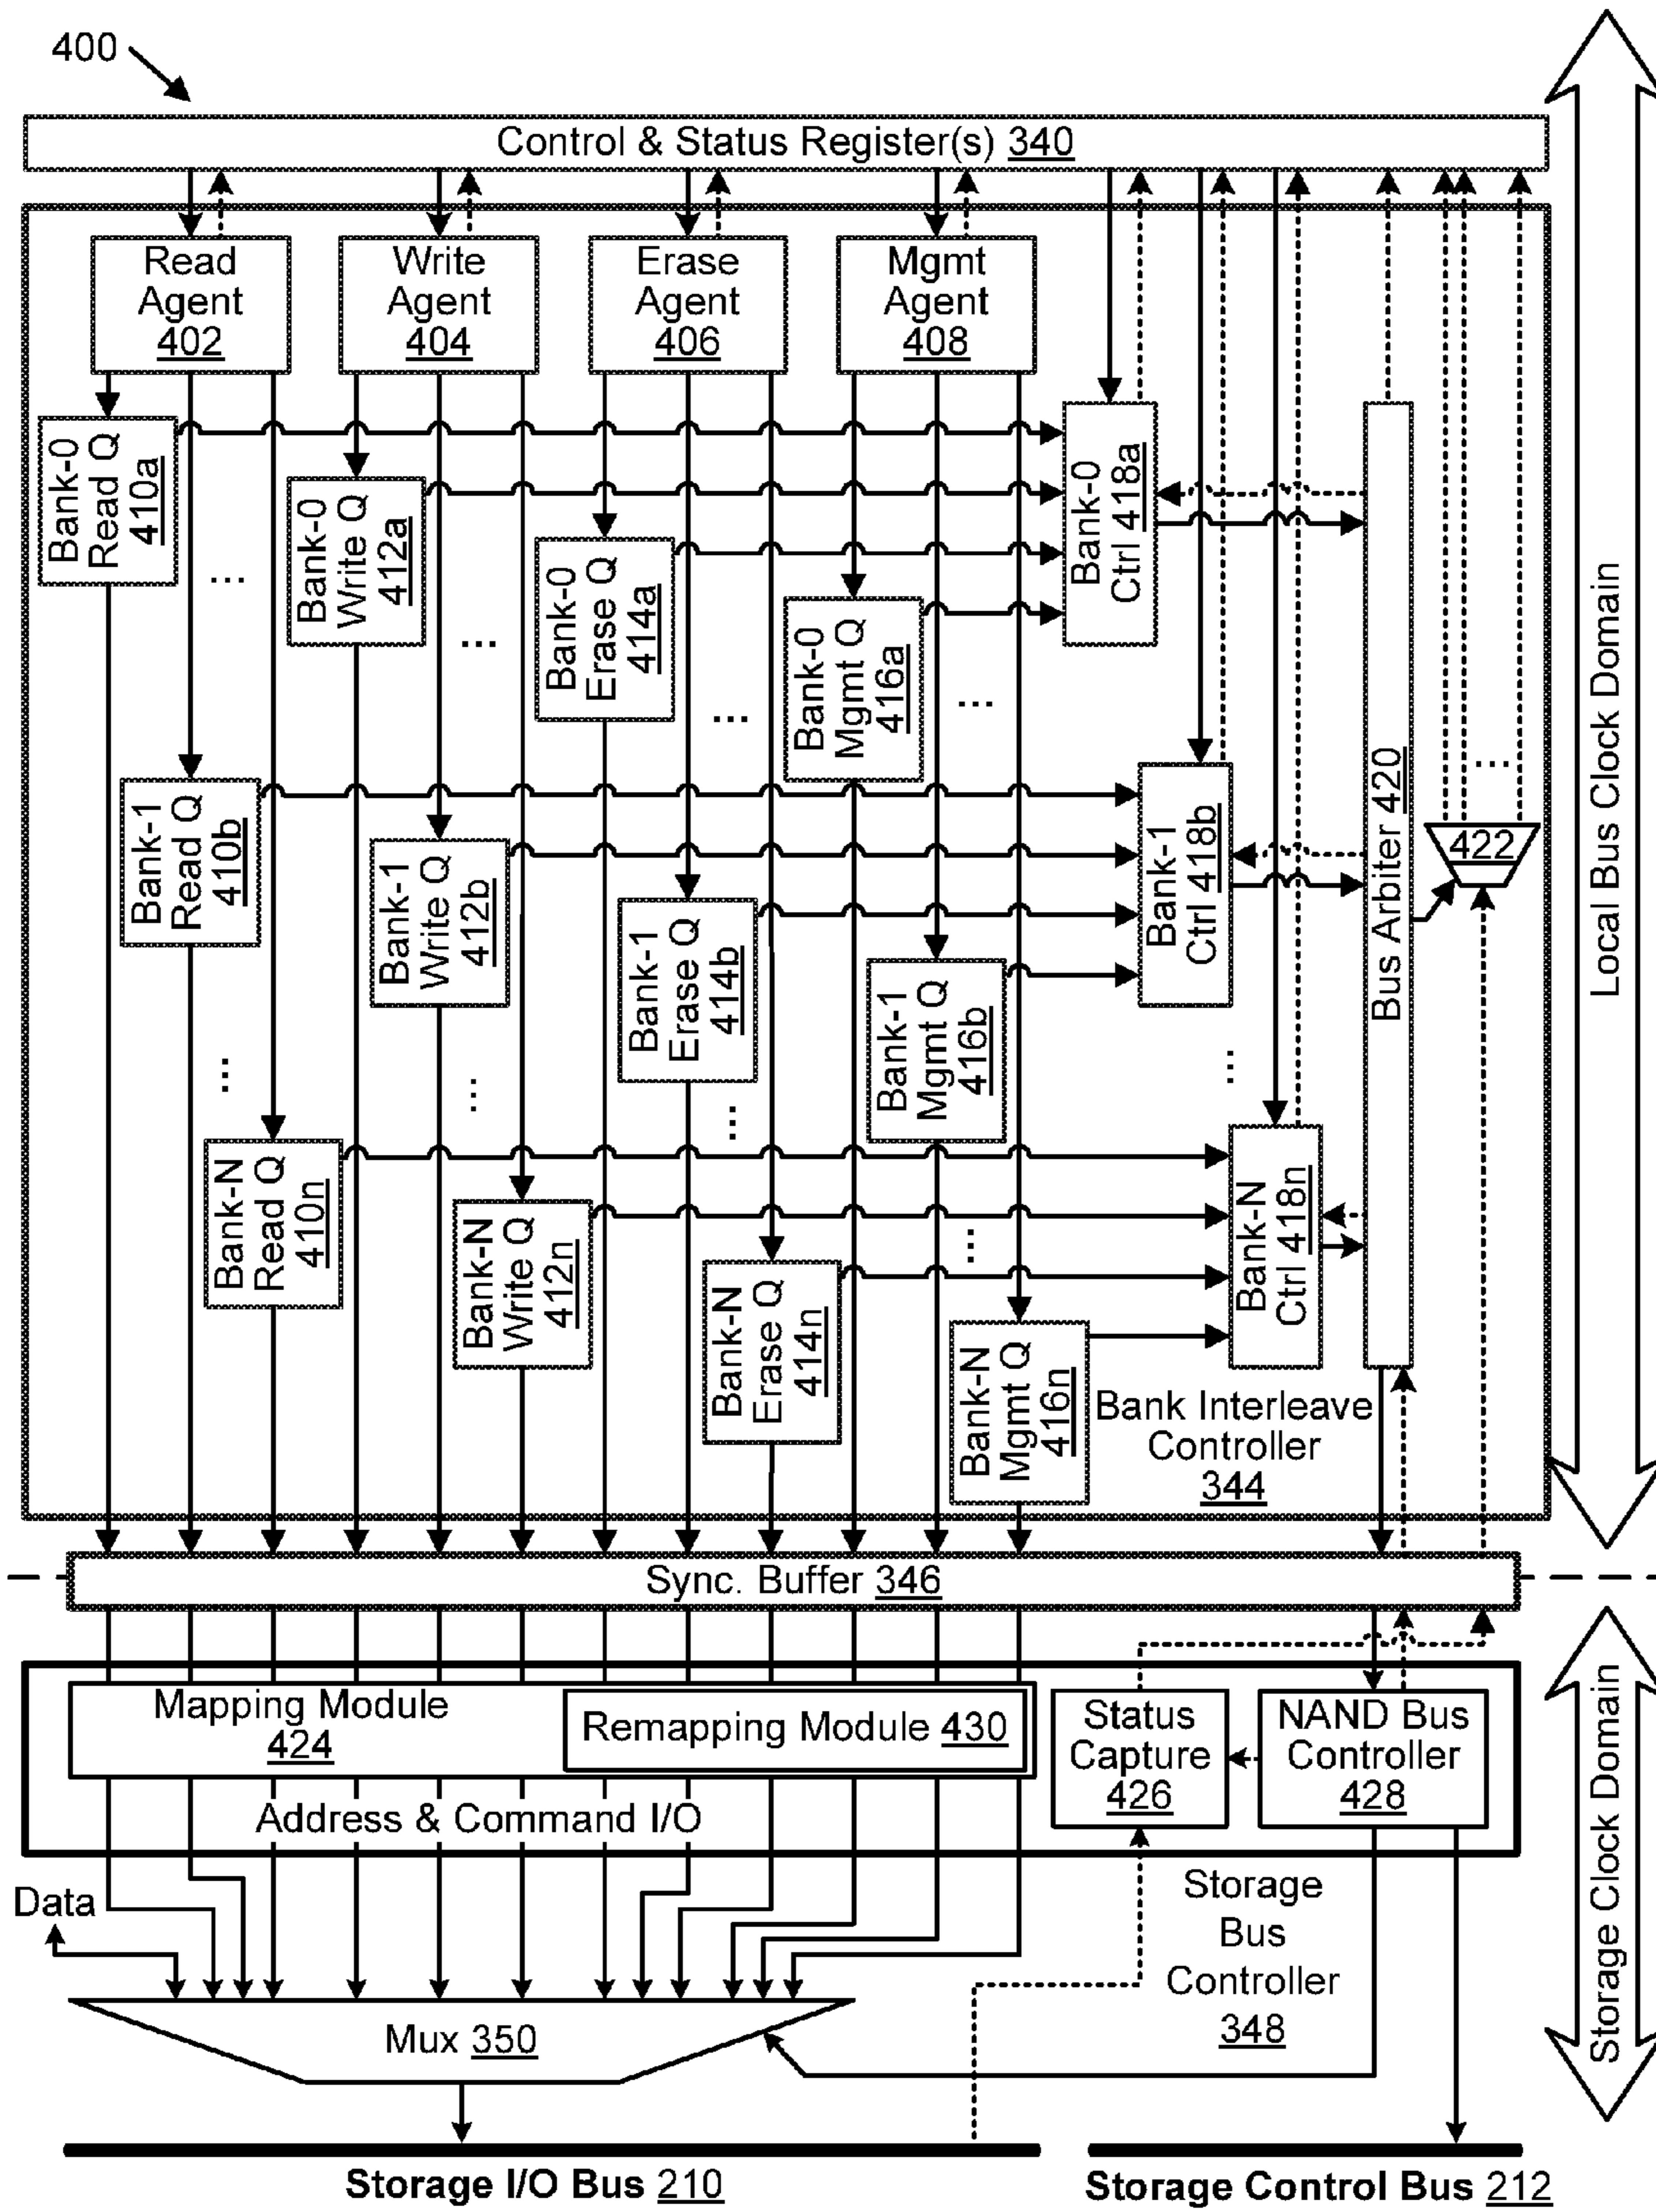 400
Control & Status Register(s) 340
Read
Agent
402
Write
Agent
404
Erase
Agent
406
Mgmt
Agent
408
Bank-0
Read Q
410a
Bank-0
Write Q
412a
Bank-0
Erase Q
414a
Bank-0
Mgmt Q
416a
Bank-0
Ctrl 418a
...
...
...
...
Bank-1
Read Q
410b
Bank-1
Write Q
412b
Bank-1
Erase Q
414b
Bank-1
Mgmt Q
416b
Bank-1
Ctrl 418b
Bus Arbiter 420
...
422
Local Bus Clock Domain
...
...
...
...
...
Bank-N
Read Q
410n
Bank-N
Write Q
412n
Bank-N
Erase Q
414n
Bank-N
Mgmt Q
416n
Bank-N
Ctrl 418n
Bank Interleave
Controller
344
Sync. Buffer 346
Mapping Module
424
Remapping Module 430
Status
Capture
426
NAND Bus
Controller
428
Address & Command I/O
Storage Clock Domain
Data
Storage
Bus
Controller
348
Mux 350
Storage I/O Bus 210
Storage Control Bus 212